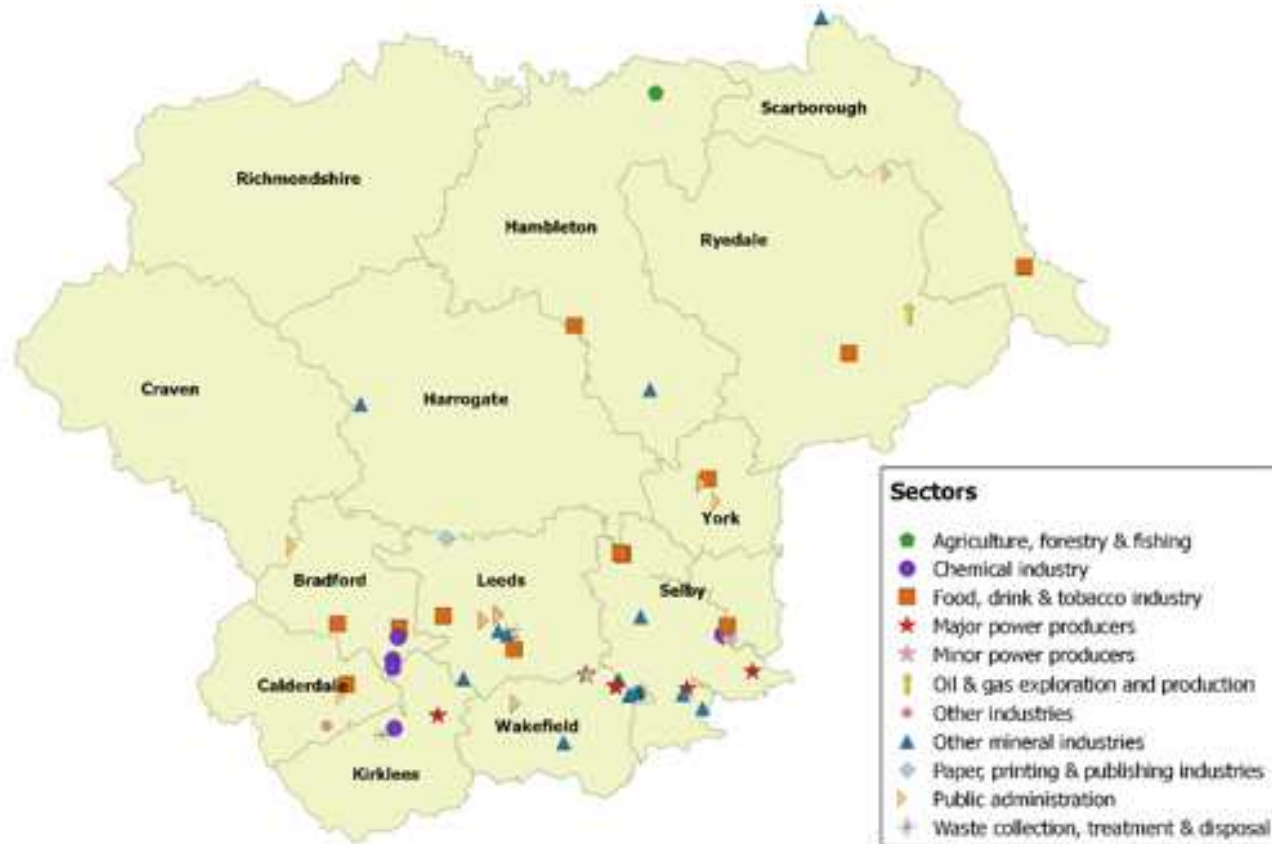 Scarborough
Richmondshire
Hambleton
Ryedale
Craven
Harrogate
York
Bradford
Leeds
Selby
Calderdale
Wakefield
Kirklees
Sectors
Agriculture, forestry & fishing
Chemical industry
Food, drink & tobacco industry
Major power producers
Minor power producers
Oil & gas exploration and production
Other industries
Other mineral industries
Paper, printing & publishing industries
Public administration
Waste collection, treatment & disposal